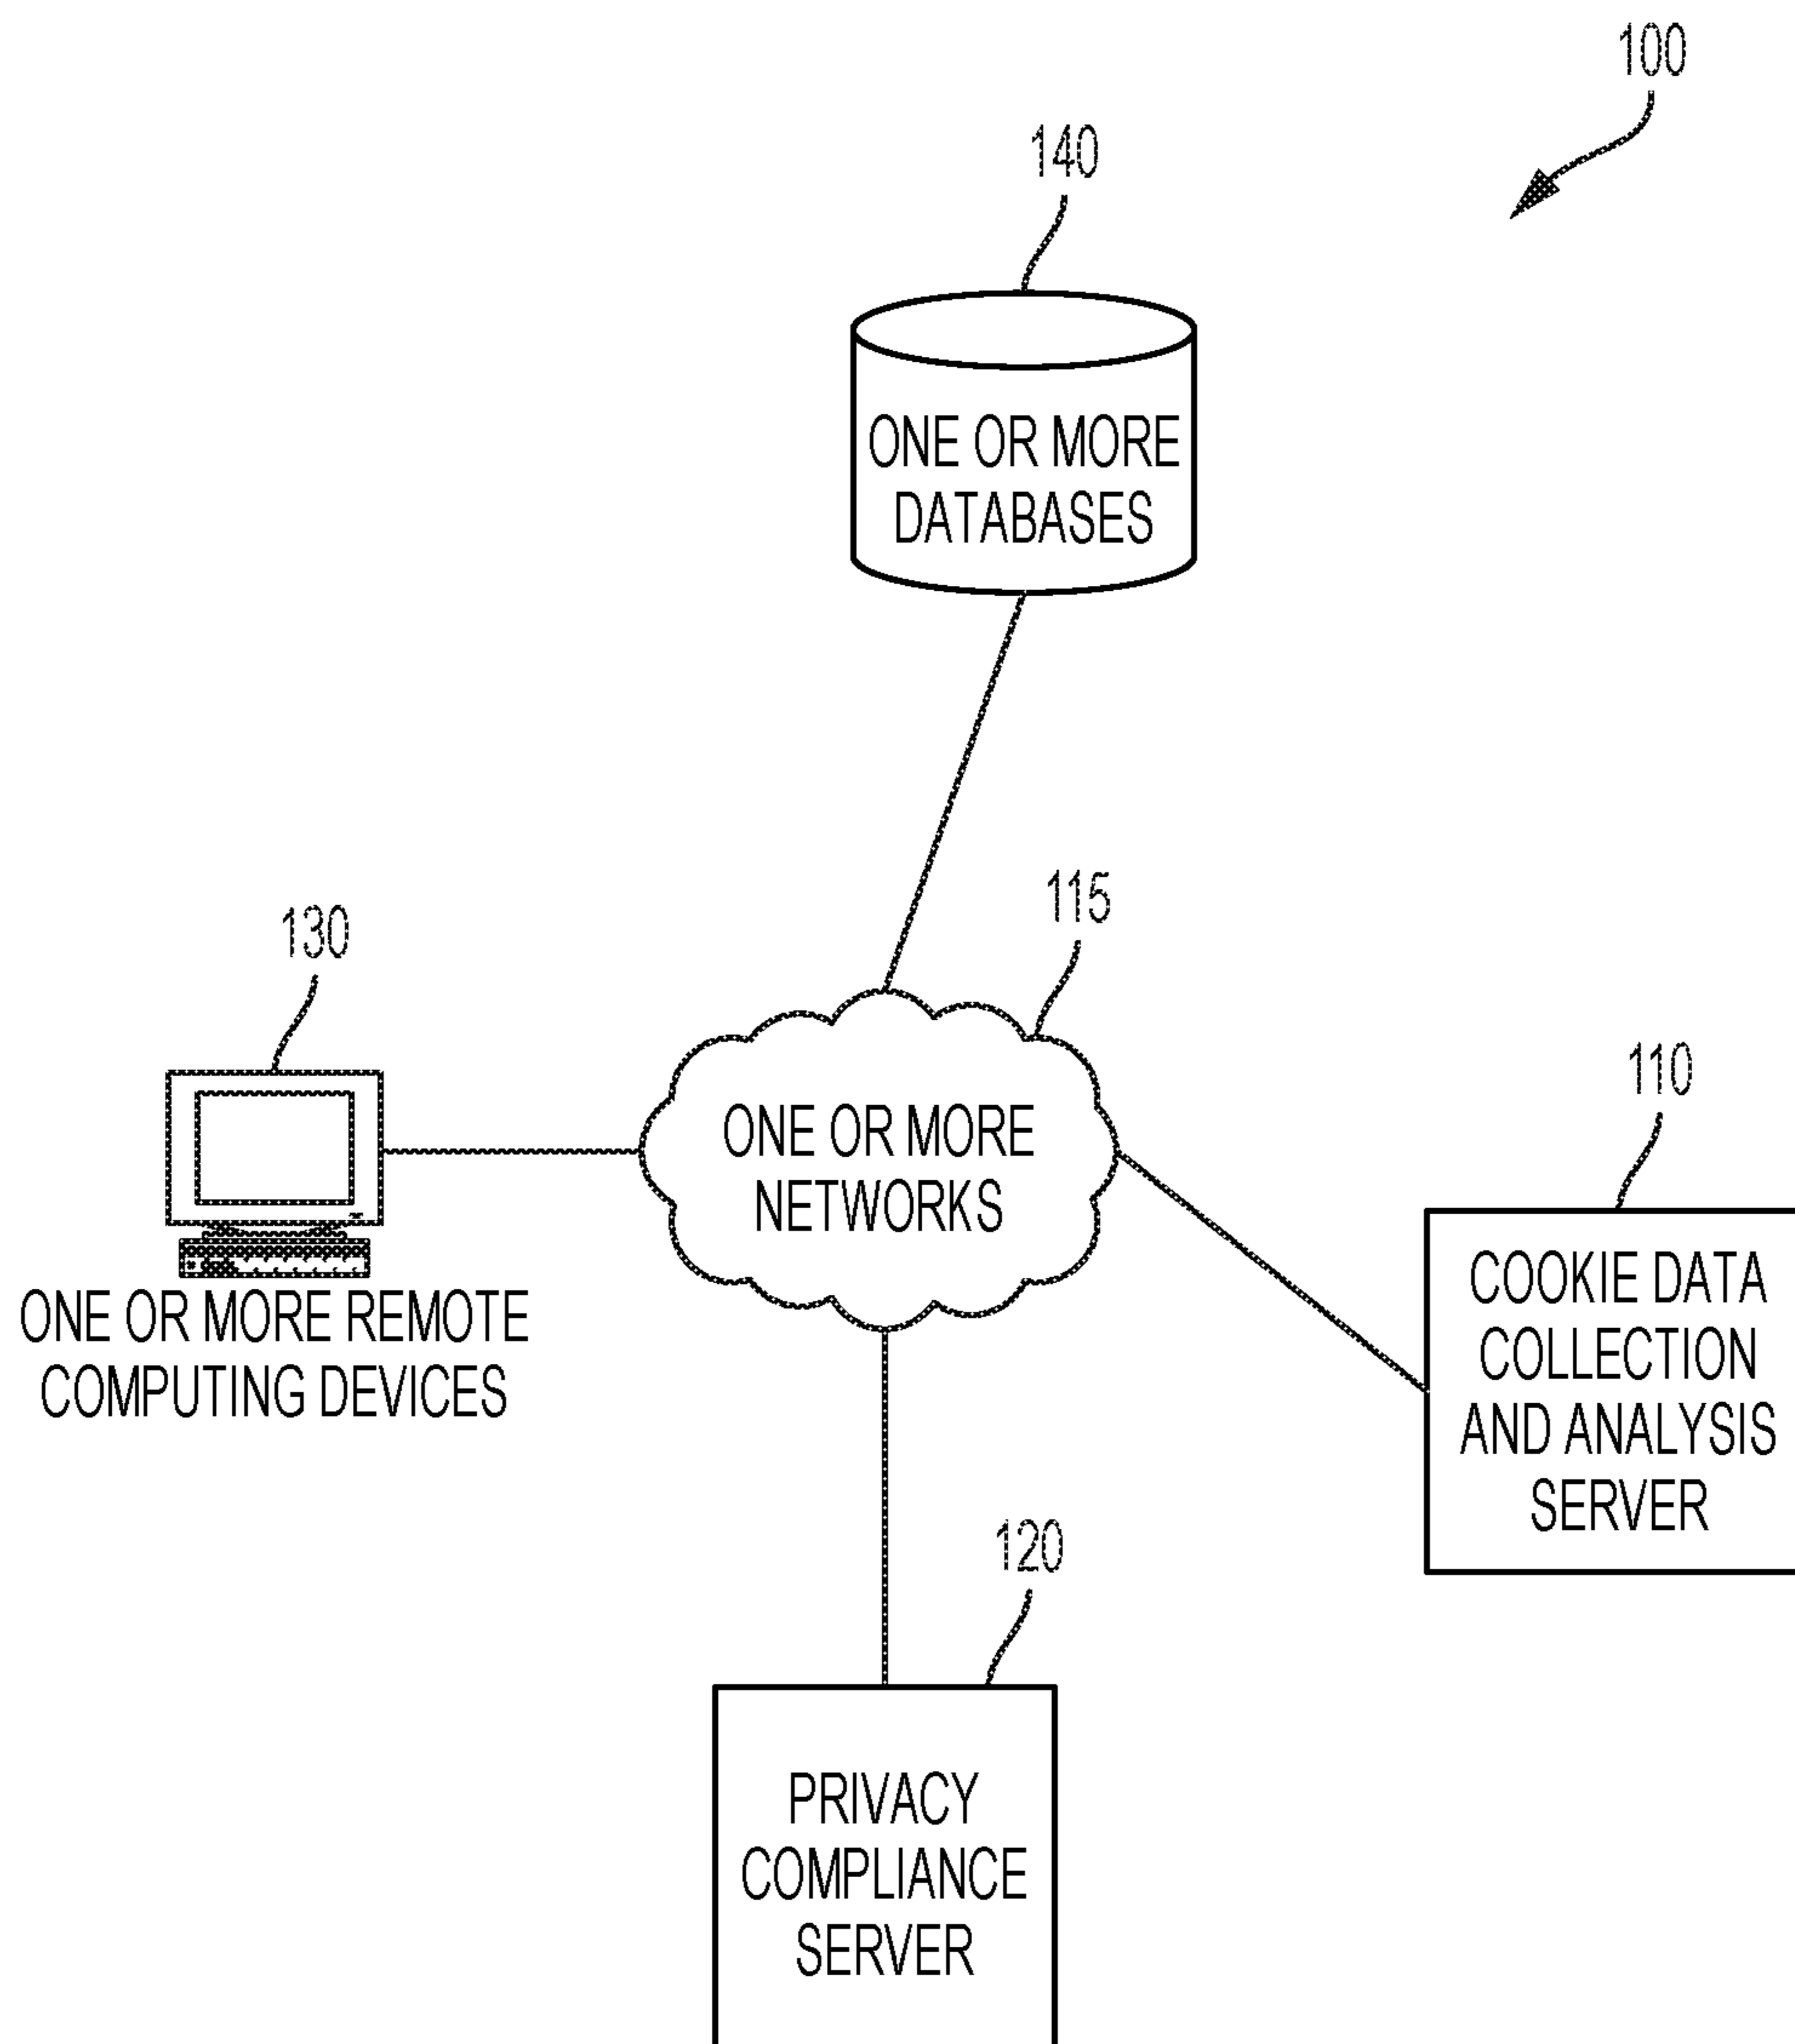 100
140
ONE OR MORE
DATABASES
115
130
ONE OR MORE
NETWORKS
110
ONE OR MORE REMOTE
COMPUTING DEVICES
COOKIE DATA
COLLECTION
AND ANALYSIS
SERVER
120
PRIVACY
COMPLIANCE
SERVER